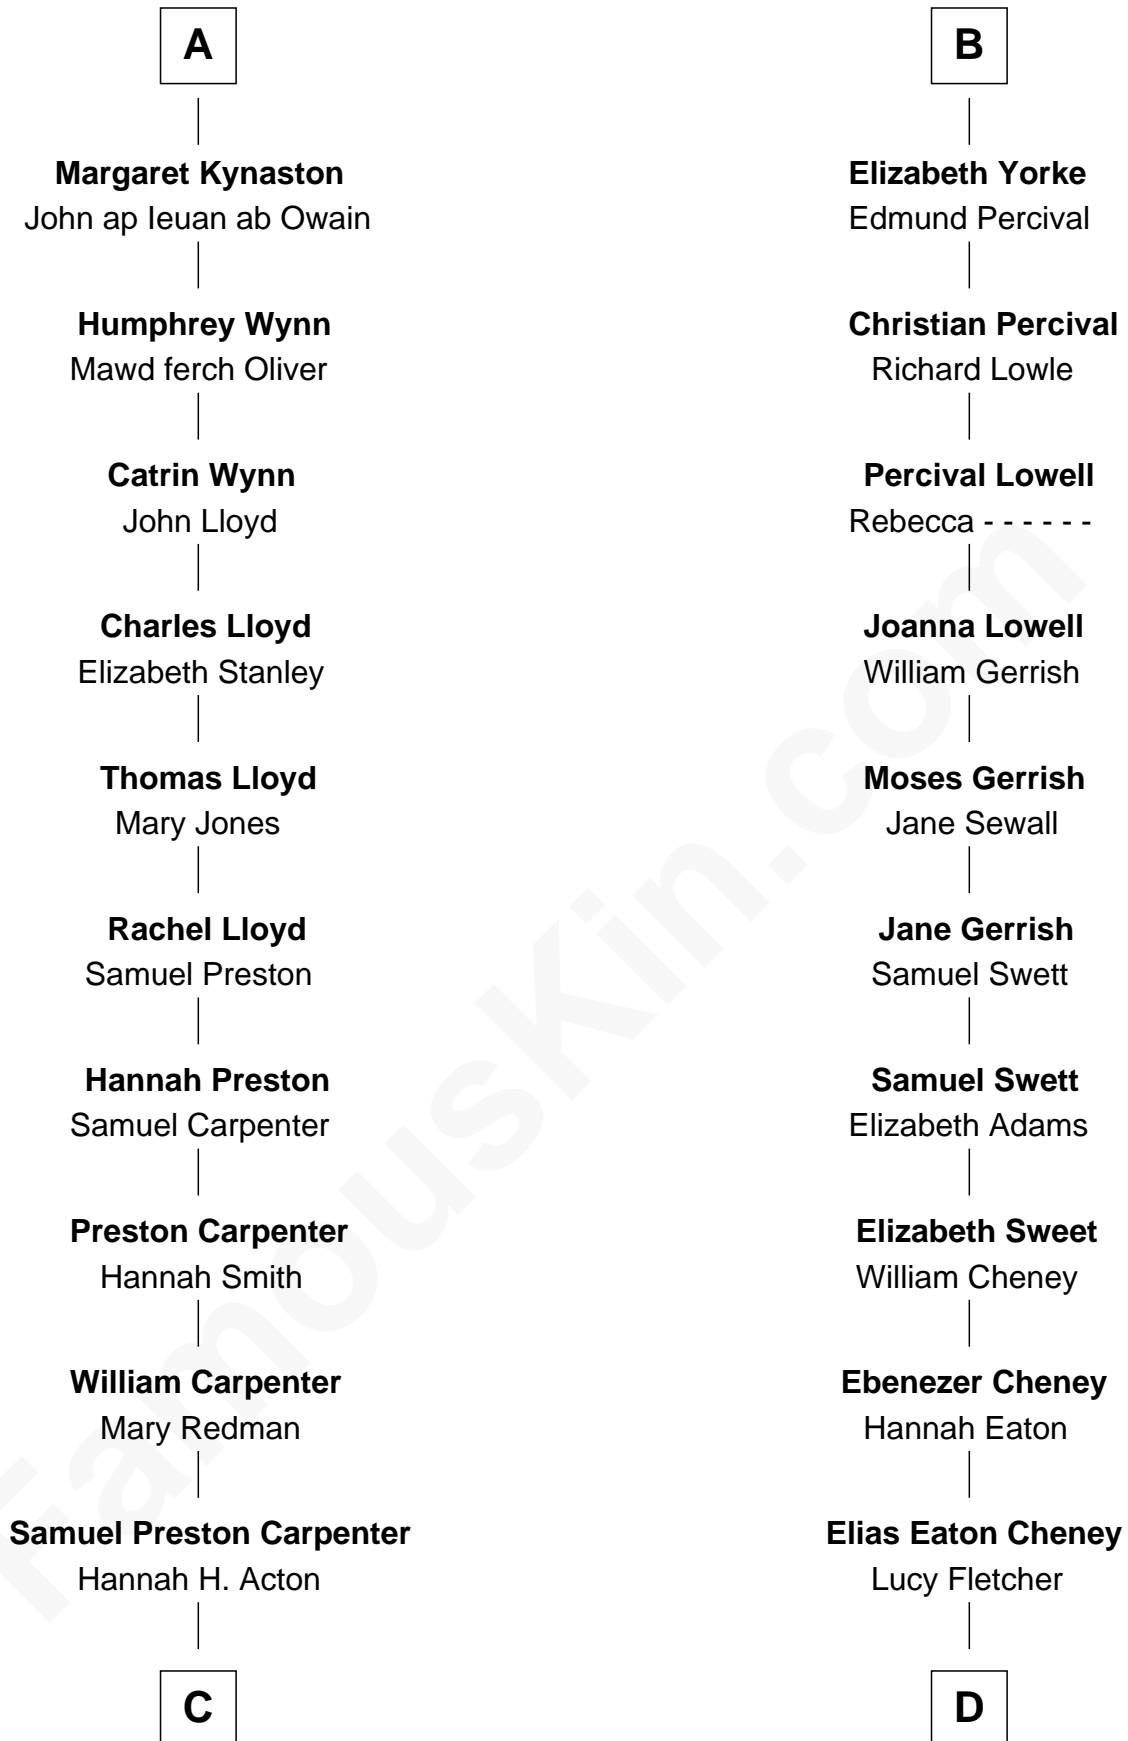 A
Margaret Kynaston
John ap Ieuan ab Owain
Humphrey Wynn
Mawd ferch Oliver
Catrin Wynn
John Lloyd
Charles Lloyd
Elizabeth Stanley
Thomas Lloyd
Mary Jones
Rachel Lloyd
Samuel Preston
Hannah Preston
Samuel Carpenter
Preston Carpenter
Hannah Smith
William Carpenter
Mary Redman
Samuel Preston Carpenter
Hannah H. Acton
C
B
Elizabeth Yorke
Edmund Percival
Christian Percival
Richard Lowle
Percival Lowell
Rebecca - - - - - -
Joanna Lowell
William Gerrish
Moses Gerrish
Jane Sewall
Jane Gerrish
Samuel Swett
Samuel Swett
Elizabeth Adams
Elizabeth Sweet
William Cheney
Ebenezer Cheney
Hannah Eaton
Elias Eaton Cheney
Lucy Fletcher
D
FamousKin.com